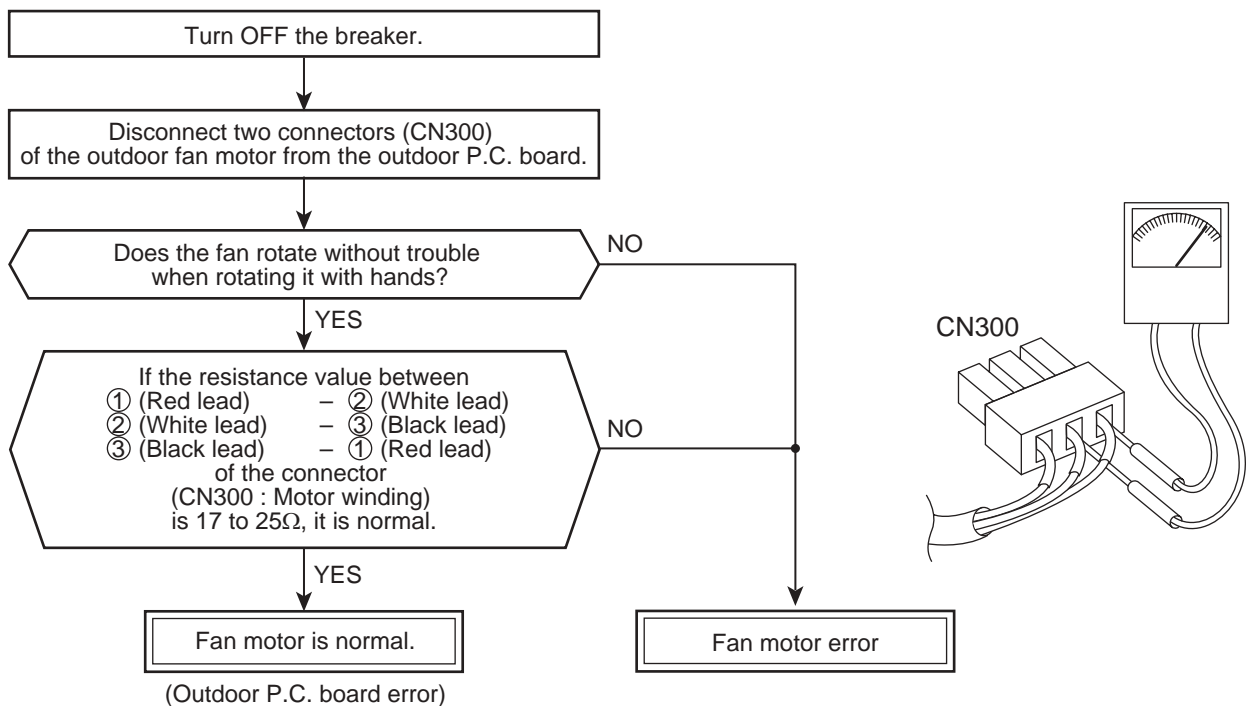 Turn OFF the breaker.
Disconnect two connectors (CN300)
of the outdoor fan motor from the outdoor P.C. board.
Does the fan rotate without trouble
when rotating it with hands?
NO
YES
If the resistance value between
① (Red lead) – ② (White lead)
② (White lead) – ③ (Black lead)
③ (Black lead) – ① (Red lead)
of the connector
(CN300 : Motor winding)
is 17 to 25Ω, it is normal.
NO
YES
Fan motor is normal.
(Outdoor P.C. board error)
Fan motor error
CN300